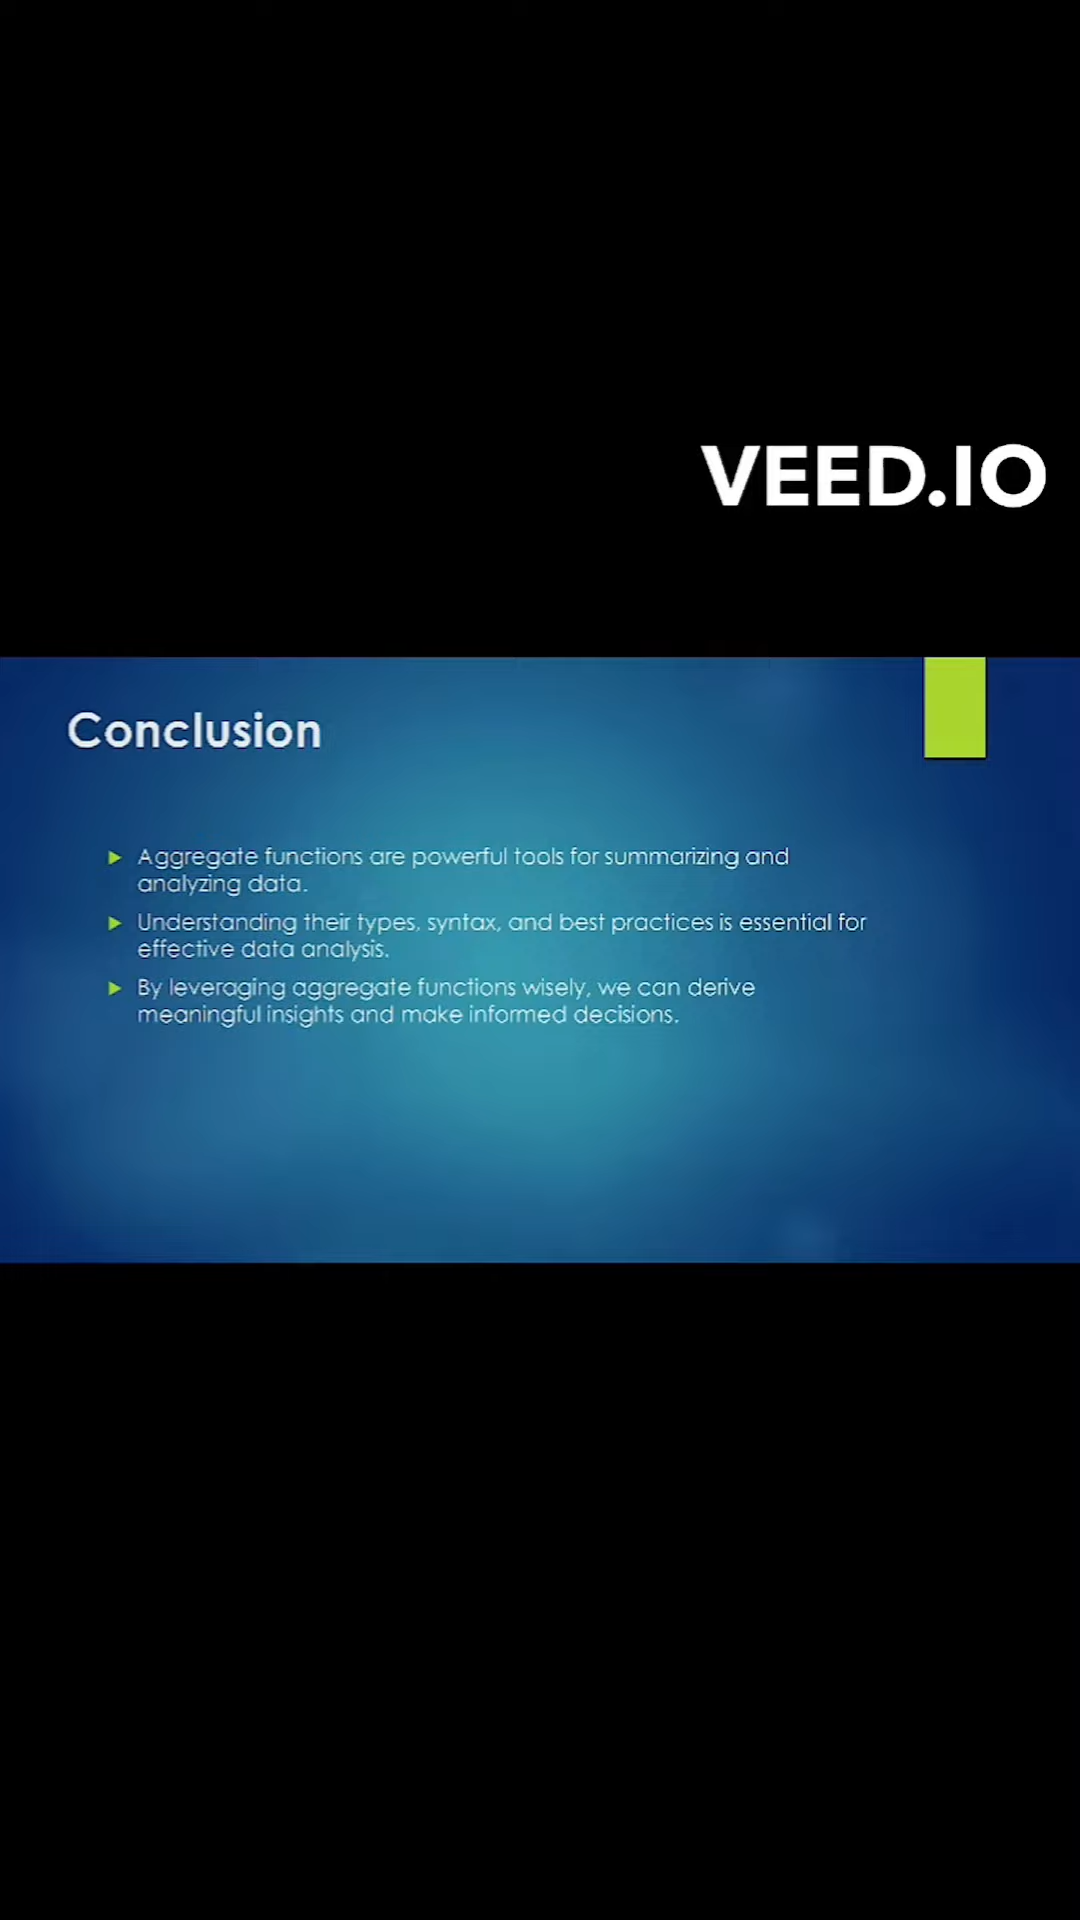 VEED.IO
Conclusion
Aggregate functions are powerful tools for summarizing and
analyzing data.
Understanding their types, syntax, and best practices is essential for
effective data analysis.
By leveraging aggregate functions wisely, we can derive
meaningful insights and make informed decisions.